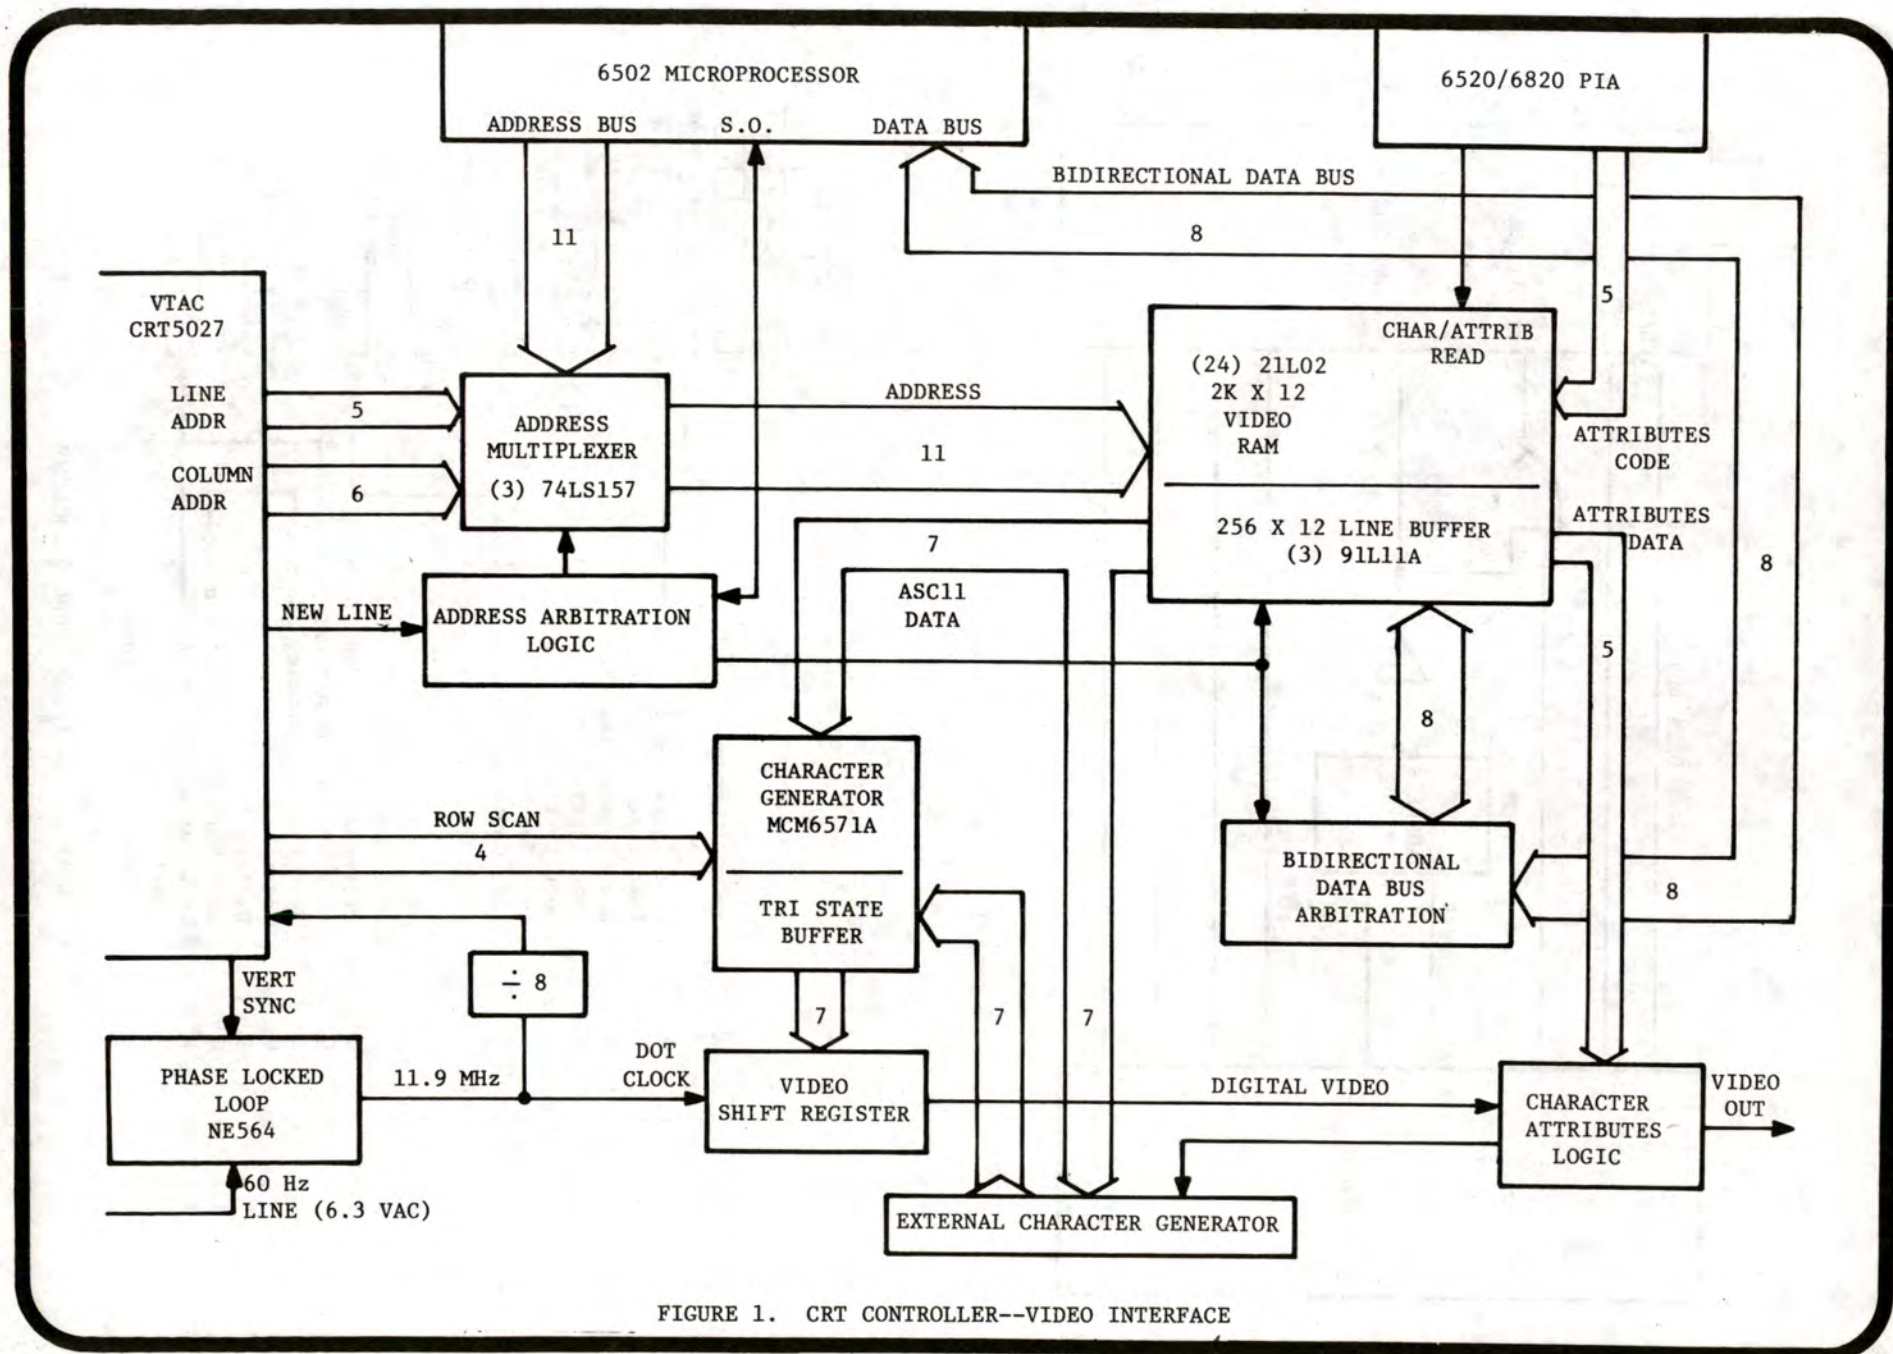 6502 MICROPROCESSOR
ADDRESS BUS
S.O.
DATA BUS
6520/6820 PIA
BIDIRECTIONAL DATA BUS
8
11
5
VTAC
CRT5027
LINE
ADDR
5
COLUMN
ADDR
6
ADDRESS
MULTIPLEXER
(3) 74LS157
ADDRESS
11
CHAR/ATTRIB
READ
(24) 21L02
2K X 12
VIDEO
RAM
256 X 12 LINE BUFFER
(3) 91L11A
ATTRIBUTES
CODE
ATTRIBUTES
DATA
8
7
ASC11
DATA
NEW LINE
ADDRESS ARBITRATION
LOGIC
5
8
CHARACTER
GENERATOR
MCM6571A
TRI STATE
BUFFER
ROW SCAN
4
BIDIRECTIONAL
DATA BUS
ARBITRATION
8
VERT
SYNC
÷ 8
7
7
7
PHASE LOCKED
LOOP
NE564
11.9 MHz
DOT
CLOCK
VIDEO
SHIFT REGISTER
DIGITAL VIDEO
CHARACTER
ATTRIBUTES
LOGIC
VIDEO
OUT
60 Hz
LINE (6.3 VAC)
EXTERNAL CHARACTER GENERATOR
FIGURE 1. CRT CONTROLLER--VIDEO INTERFACE